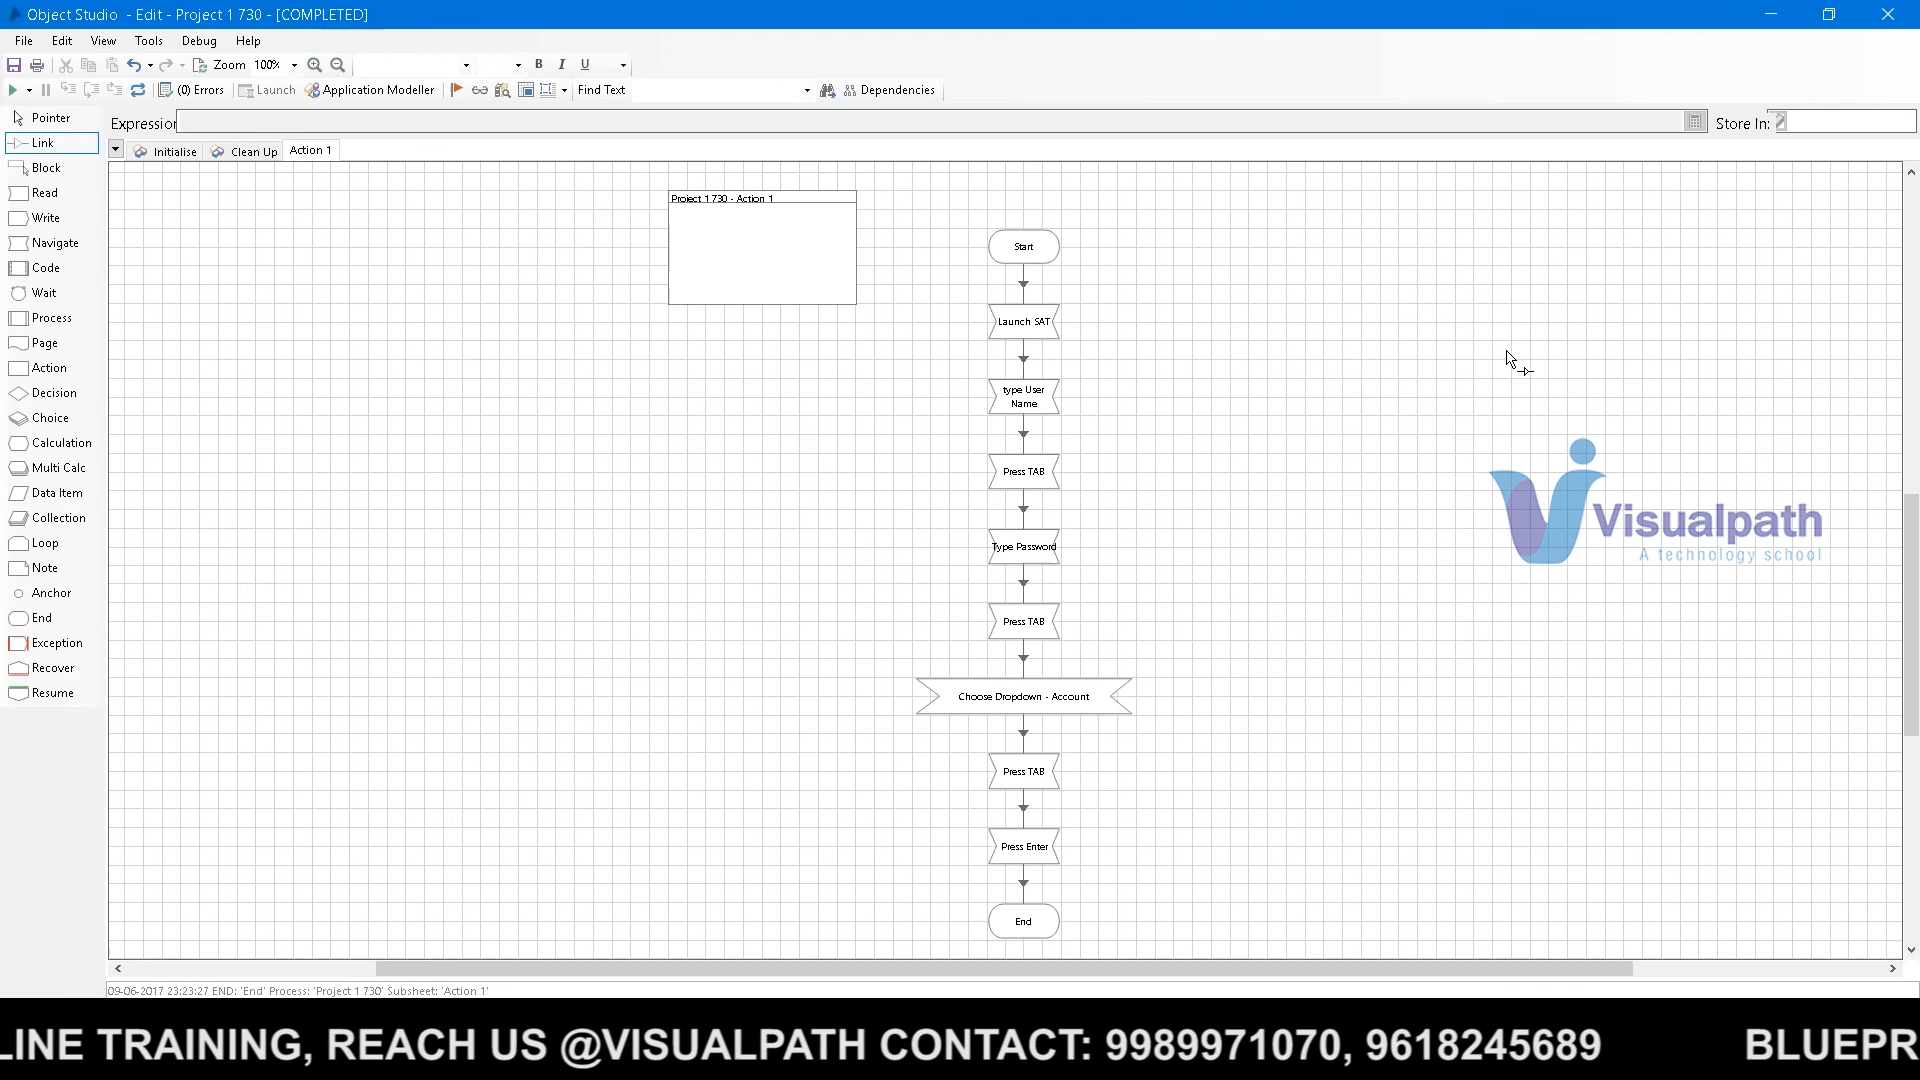 Object Studio  - Edit - Project 1 730 - [COMPLETED]
File Edit View Tools Debug Help
Zoom 100% B I U
(0) Errors Launch Application Modeller Find Text Dependencies
Expression Store In:
Initialise Clean Up Action 1
Pointer
Link
Block
Read
Write
Navigate
Code
Wait
Process
Page
Action
Decision
Choice
Calculation
Multi Calc
Data Item
Collection
Loop
Note
Anchor
End
Exception
Recover
Resume
Project 1 730 - Action 1
Start
Launch SAT
type User
Name
Press TAB
Type Password
Press TAB
Choose Dropdown - Account
Press TAB
Press Enter
End
Visualpath
A technology school
09-06-2017 23:23:27 END: 'End' Process: 'Project 1 730' Subsheet: 'Action 1'
LINE TRAINING, REACH US @VISUALPATH CONTACT: 9989971070, 9618245689 BLUEPR